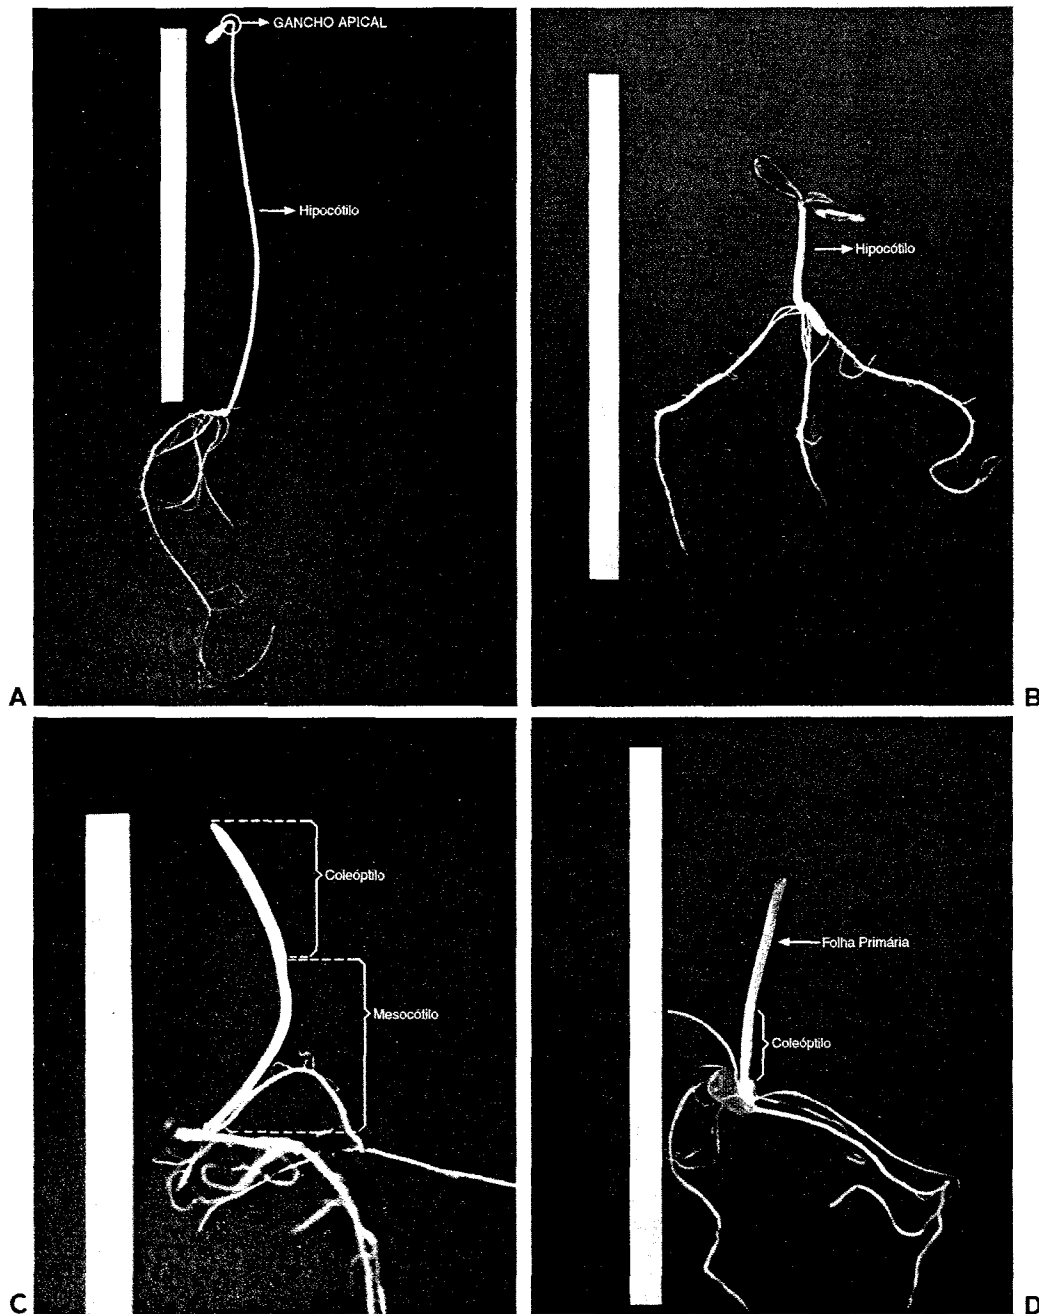 GANCHO APICAL
Hipocótilo
A
Hipocótilo
B
Coleóptilo
Mesocótilo
C
Folha Primária
Coleóptilo
D